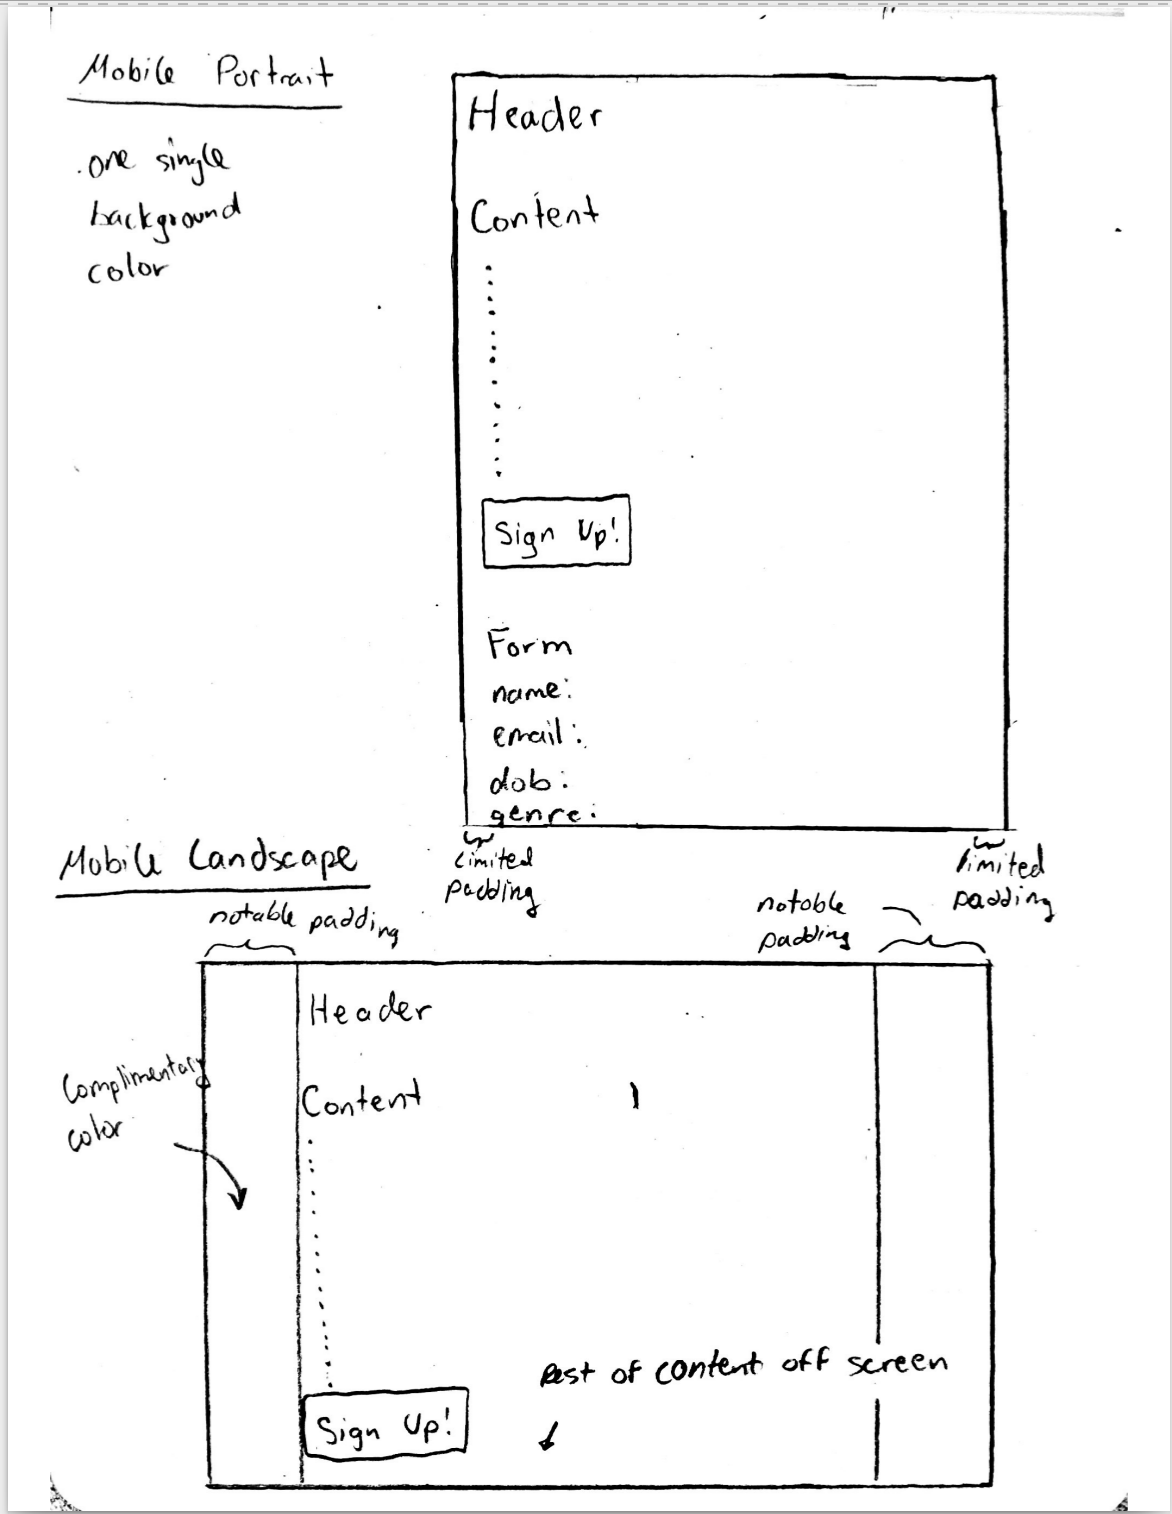 Mobile Portrait
. one single
background
color
Header
Content
Sign Up!
Form
name:
email:
dob:
genre:
limited
padding
limited
padding
Mobile Landscape
notable padding
notable
padding
Complimentary
color
Header
Content
Sign Up!
Rest of content off screen